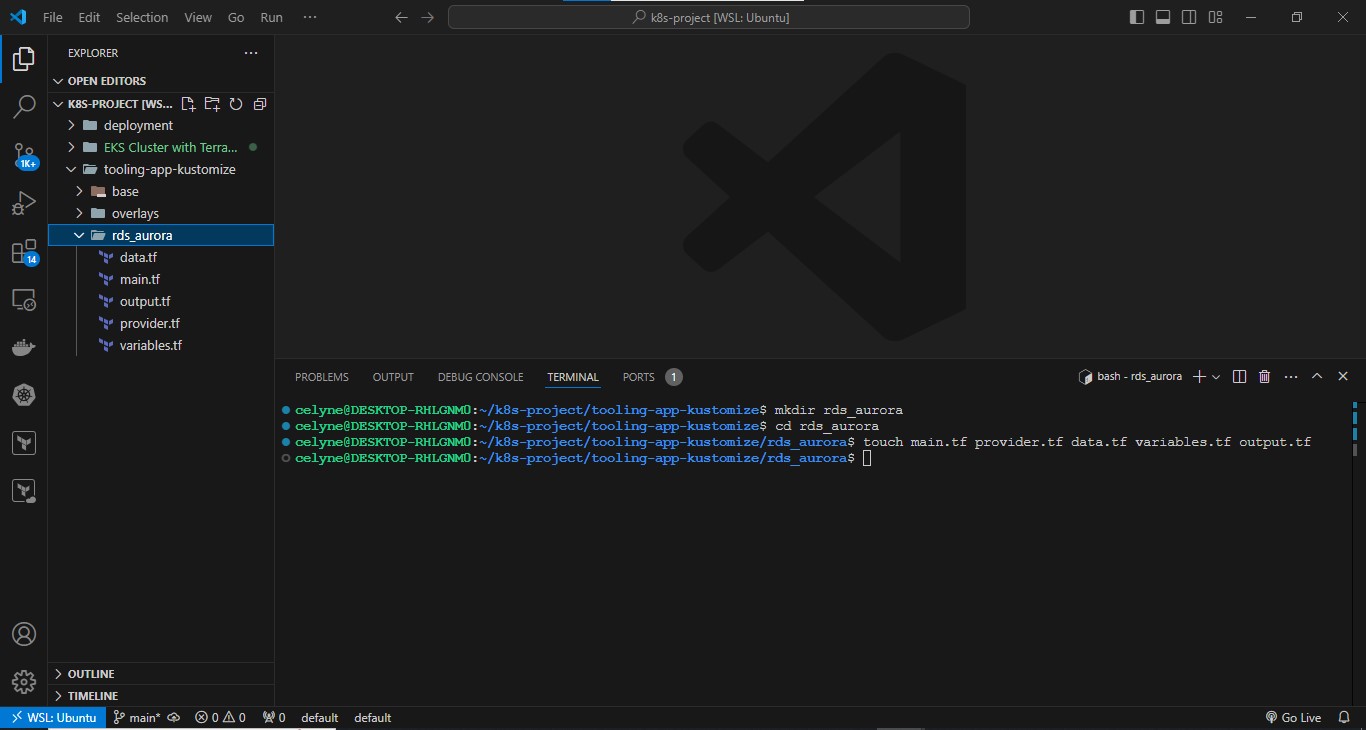 File Edit Selection View Go Run ···
k8s-project [WSL: Ubuntu]
EXPLORER
OPEN EDITORS
K8S-PROJECT [WS...
deployment
EKS Cluster with Terra...
1K+
tooling-app-kustomize
base
overlays
rds_aurora
14
data.tf
main.tf
output.tf
provider.tf
variables.tf
PROBLEMS OUTPUT DEBUG CONSOLE TERMINAL PORTS 1
bash - rds_aurora
celyne@DESKTOP-RHLGNM0:~/k8s-project/tooling-app-kustomize$ mkdir rds_aurora
celyne@DESKTOP-RHLGNM0:~/k8s-project/tooling-app-kustomize$ cd rds_aurora
celyne@DESKTOP-RHLGNM0:~/k8s-project/tooling-app-kustomize/rds_aurora$ touch main.tf provider.tf data.tf variables.tf output.tf
celyne@DESKTOP-RHLGNM0:~/k8s-project/tooling-app-kustomize/rds_aurora$
OUTLINE
TIMELINE
WSL: Ubuntu main* 0 0 0 default default Go Live